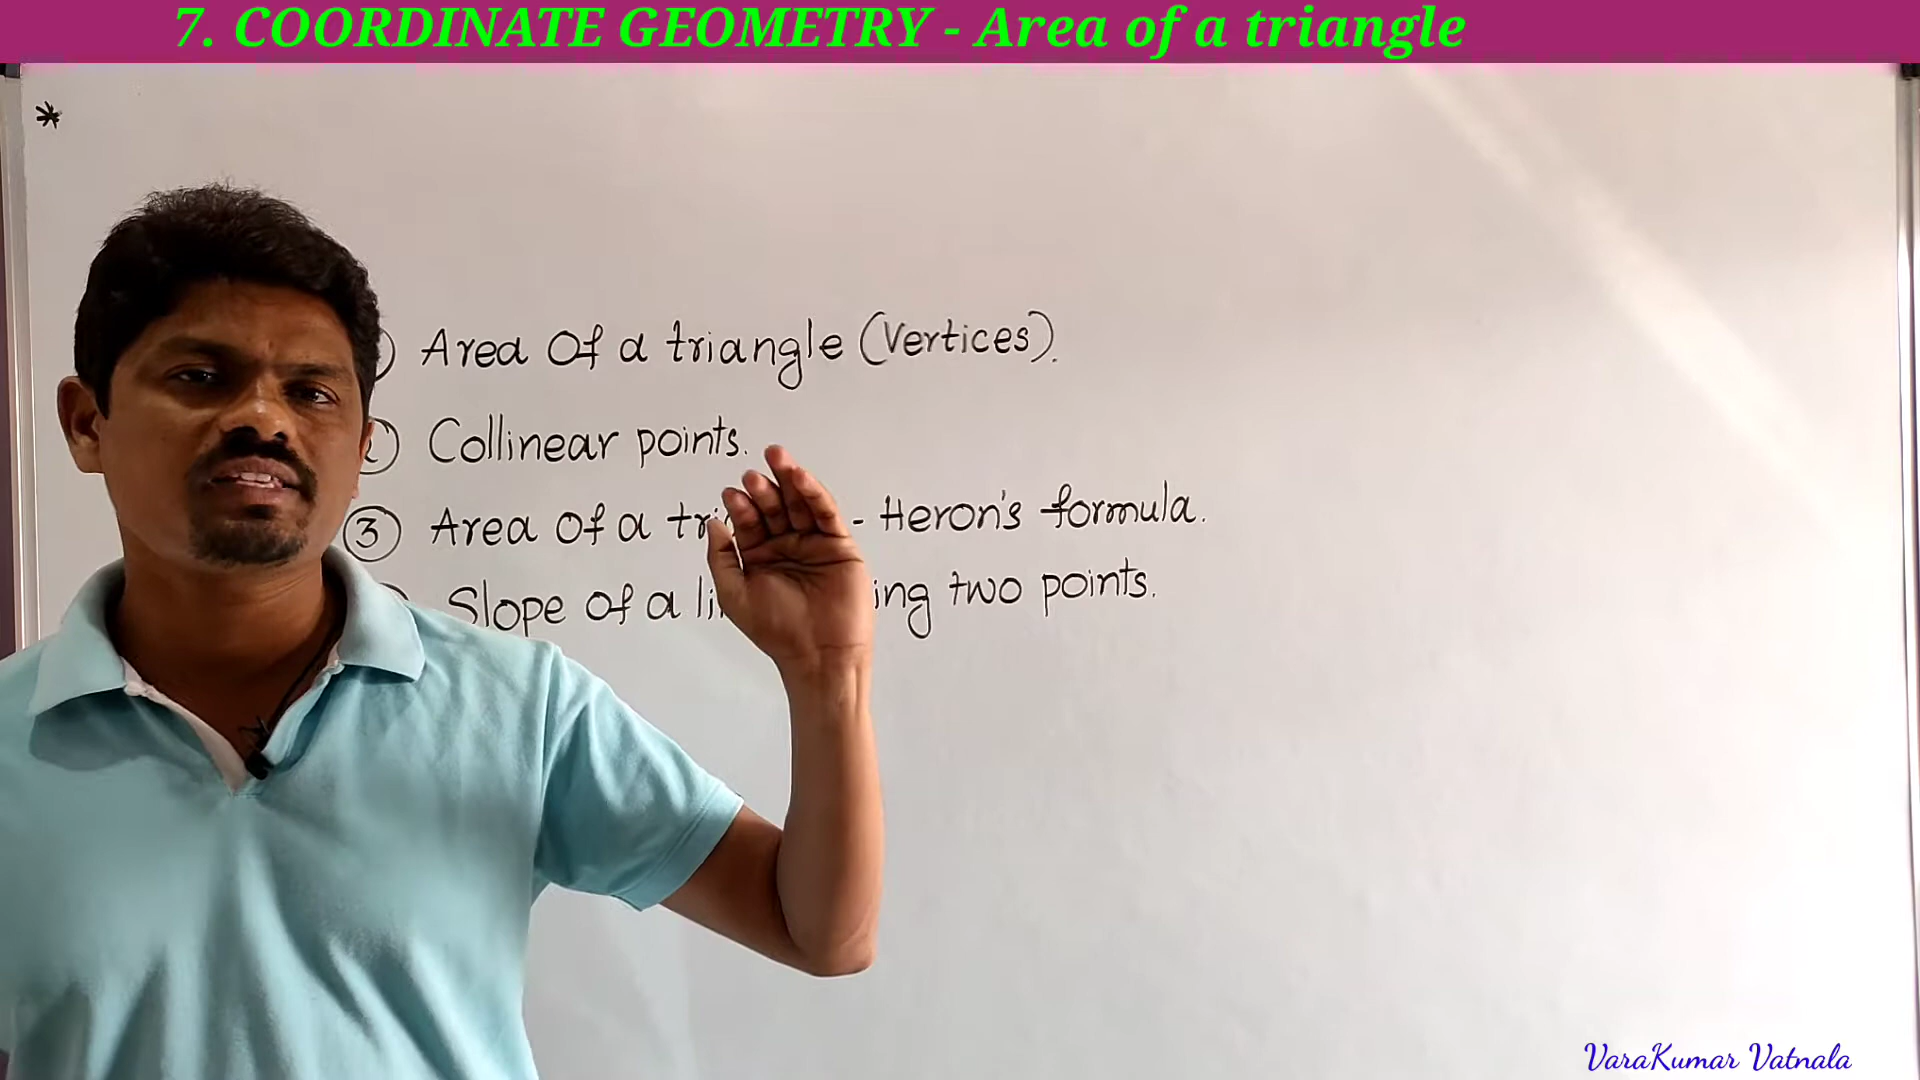 7. COORDINATE GEOMETRY - Area of a triangle
*
Area Of a triangle (Vertices).
Collinear points.
3 Area Of a - Heron's formula.
Slope Of a two points.
VaraKumar Vatnala